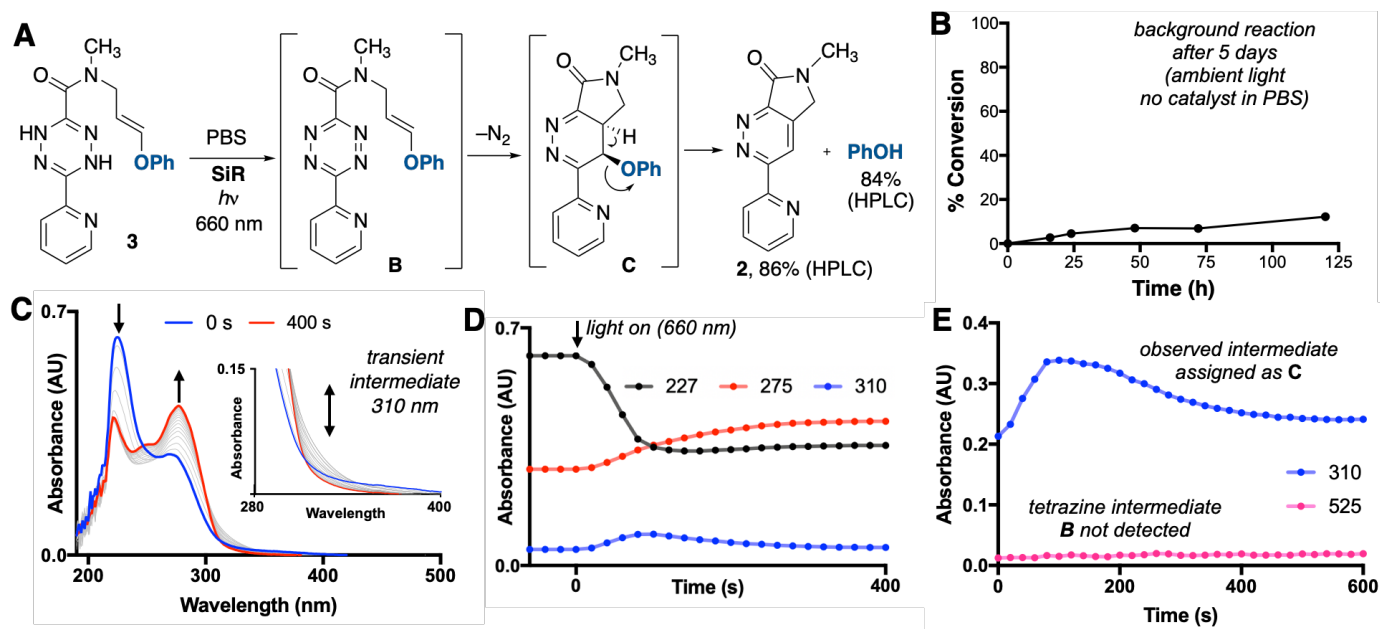 A
CH3
O
N
HN
N
N
NH
OPh
N
3
PBS
SiR
hν
660 nm
CH3
O
N
N
N
N
N
OPh
N
B
–N2
CH3
O
N
N
N
H
OPh
N
C
CH3
O
N
N
N
N
2, 86% (HPLC)
+
PhOH
84%
(HPLC)
B
background reaction
after 5 days
(ambient light
no catalyst in PBS)
% Conversion
100
80
60
40
20
0
0
25
50
75
100
125
Time (h)
C
0.7
0.0
Absorbance (AU)
0 s
400 s
transient
intermediate
310 nm
0.15
Absorbance
280
400
Wavelength
200
300
400
500
Wavelength (nm)
D
0.7
0.0
Absorbance (AU)
light on (660 nm)
227
275
310
0
400
Time (s)
E
0.4
0.3
0.2
0.1
0.0
Absorbance (AU)
observed intermediate
assigned as C
310
525
tetrazine intermediate
B not detected
0
200
400
600
Time (s)